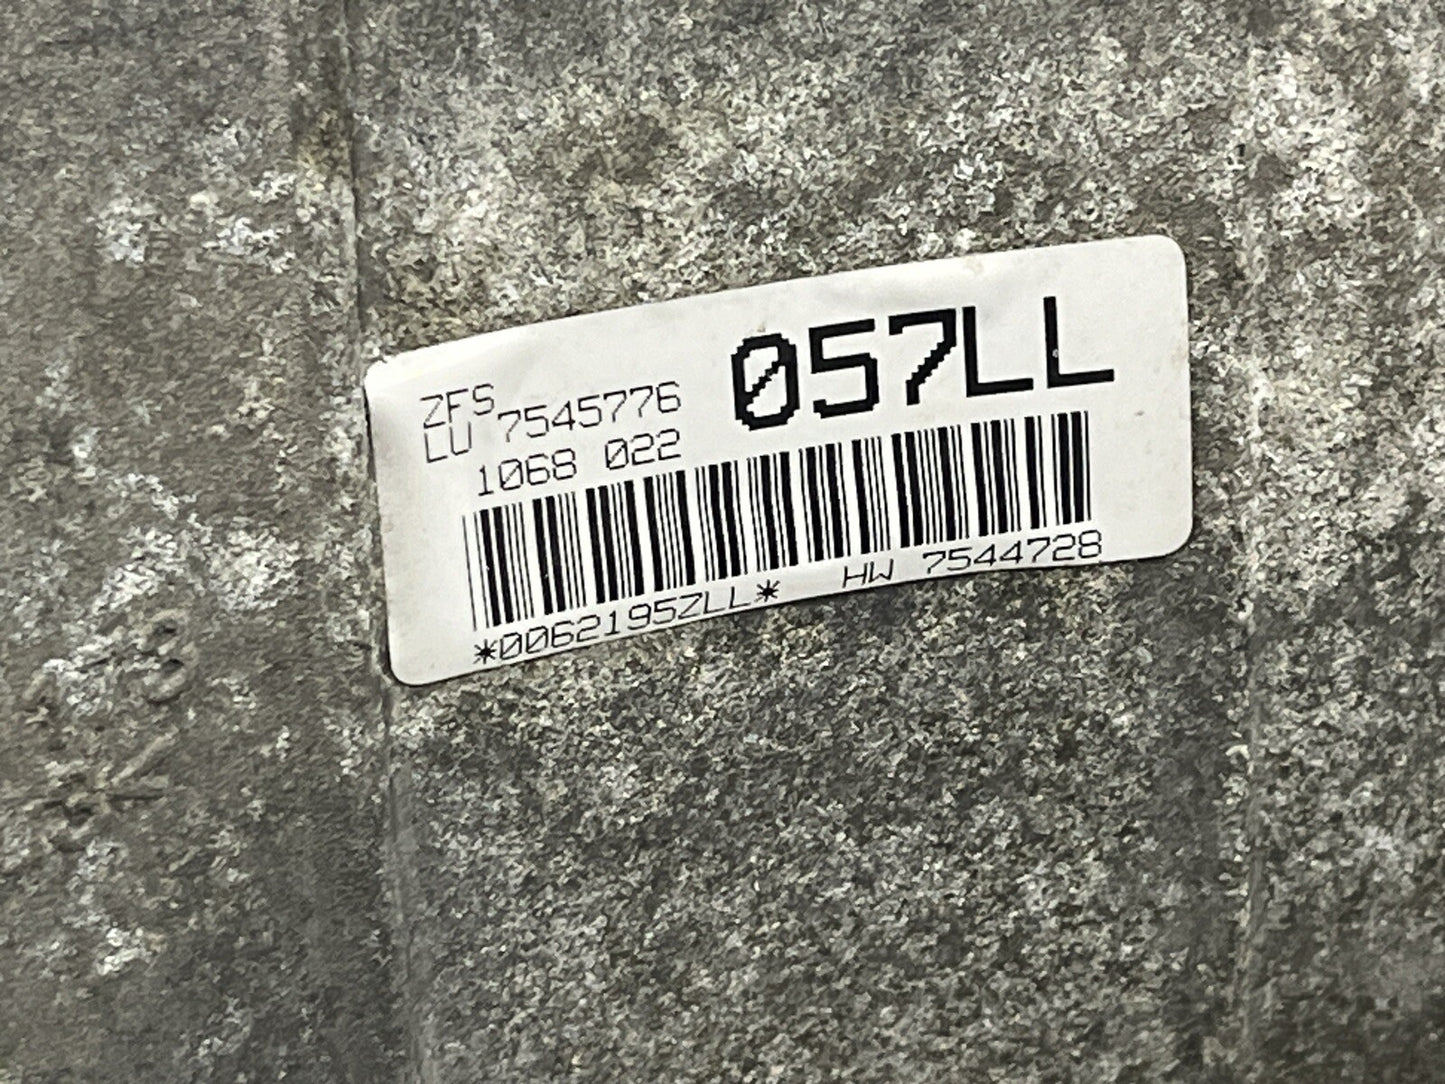 057LL
ZFS
LU 7545776
1068 022
*0062195ZLL* HW 7544728